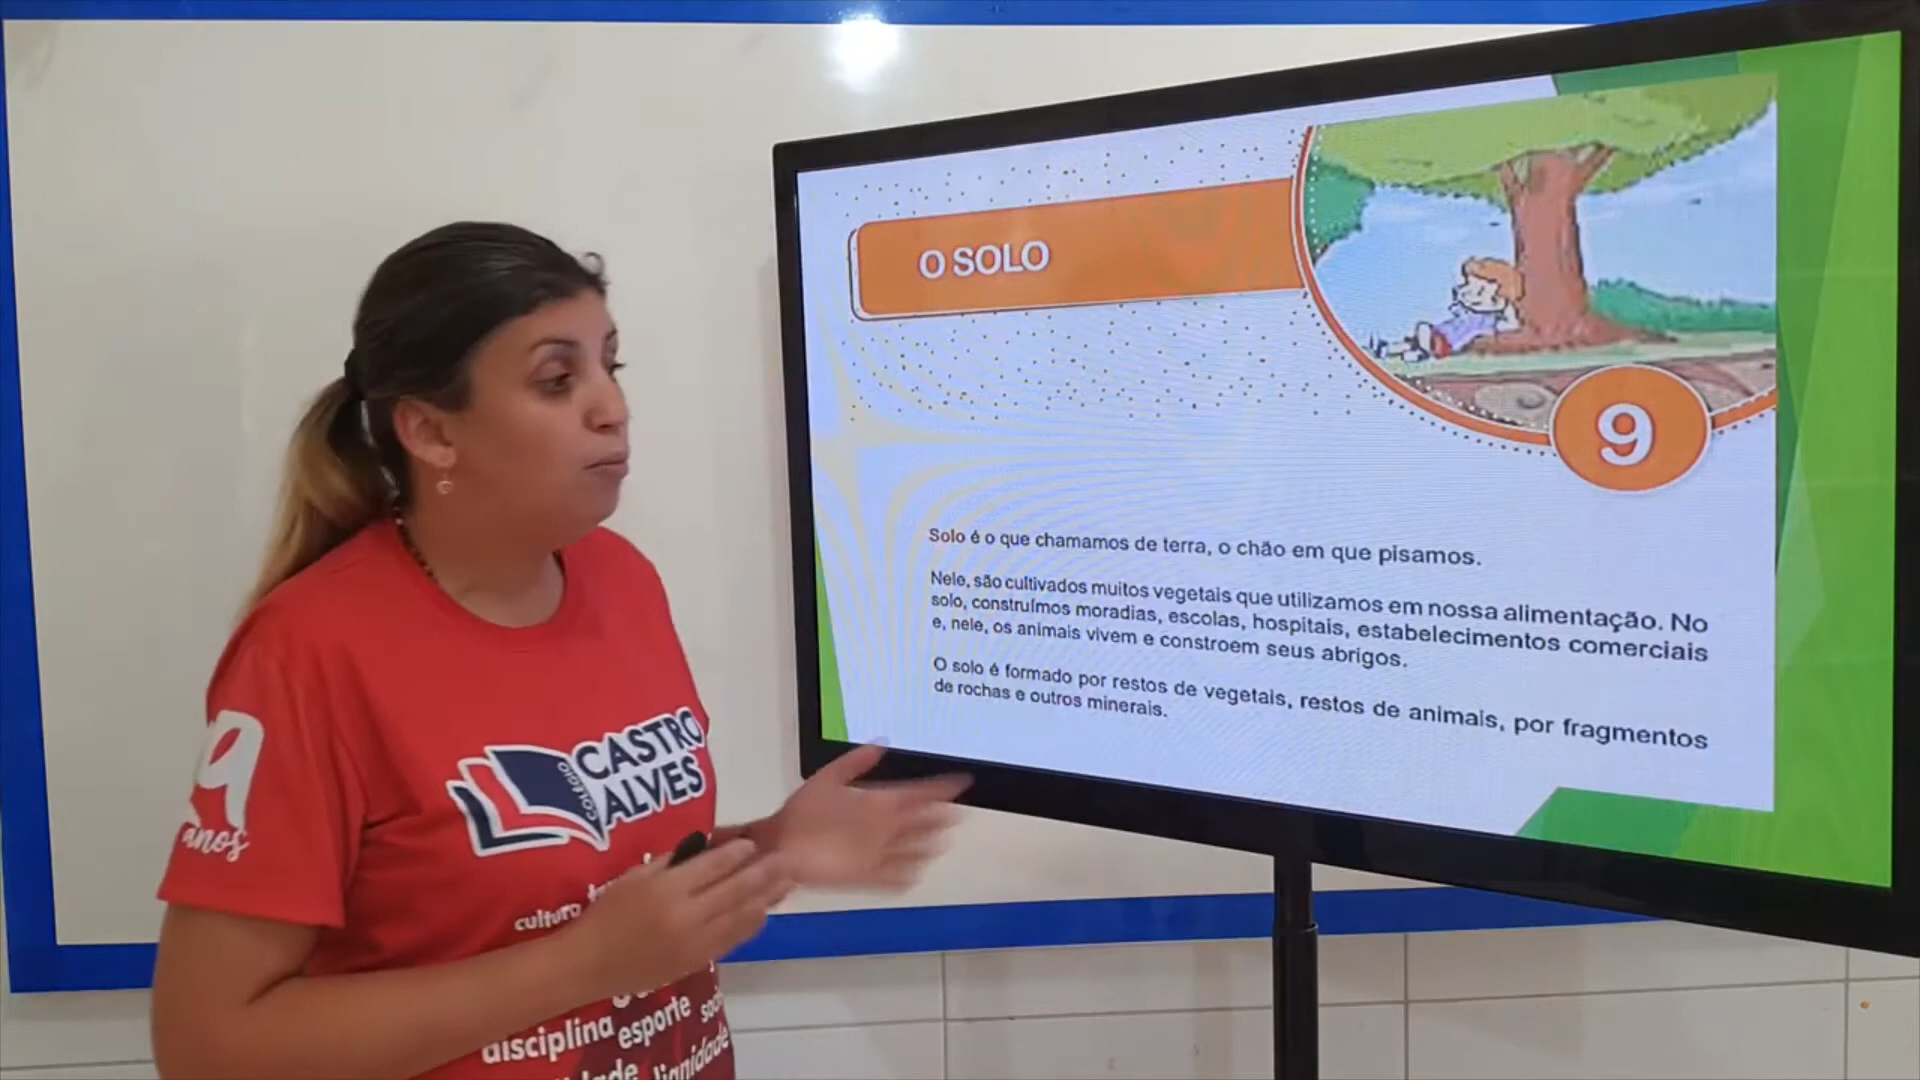 O SOLO
9
Solo é o que chamamos de terra, o chão em que pisamos.
Nele, são cultivados muitos vegetais que utilizamos em nossa alimentação. No
solo, construímos moradias, escolas, hospitais, estabelecimentos comerciais
e, nele, os animais vivem e constroem seus abrigos.
O solo é formado por restos de vegetais, restos de animais, por fragmentos
de rochas e outros minerais.
9
anos
COLÉGIO
CASTRO
ALVES
cultura
disciplina esporte
dignidade